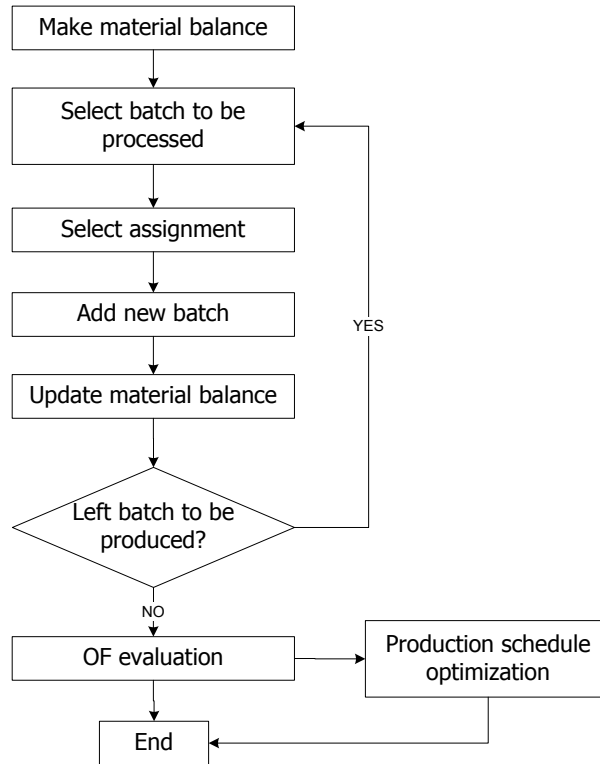 Make material balance
Select batch to be
processed
Select assignment
Add new batch
YES
Update material balance
Left batch to be
produced?
NO
OF evaluation
Production schedule
optimization
End